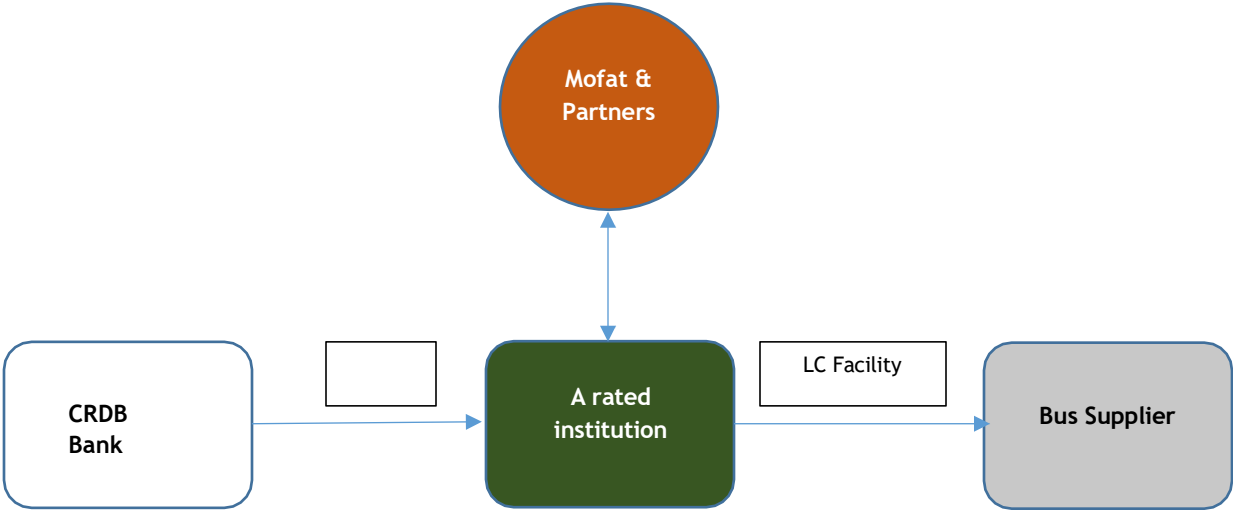 Mofat &
Partners
CRDB
Bank
A rated
institution
LC Facility
Bus Supplier